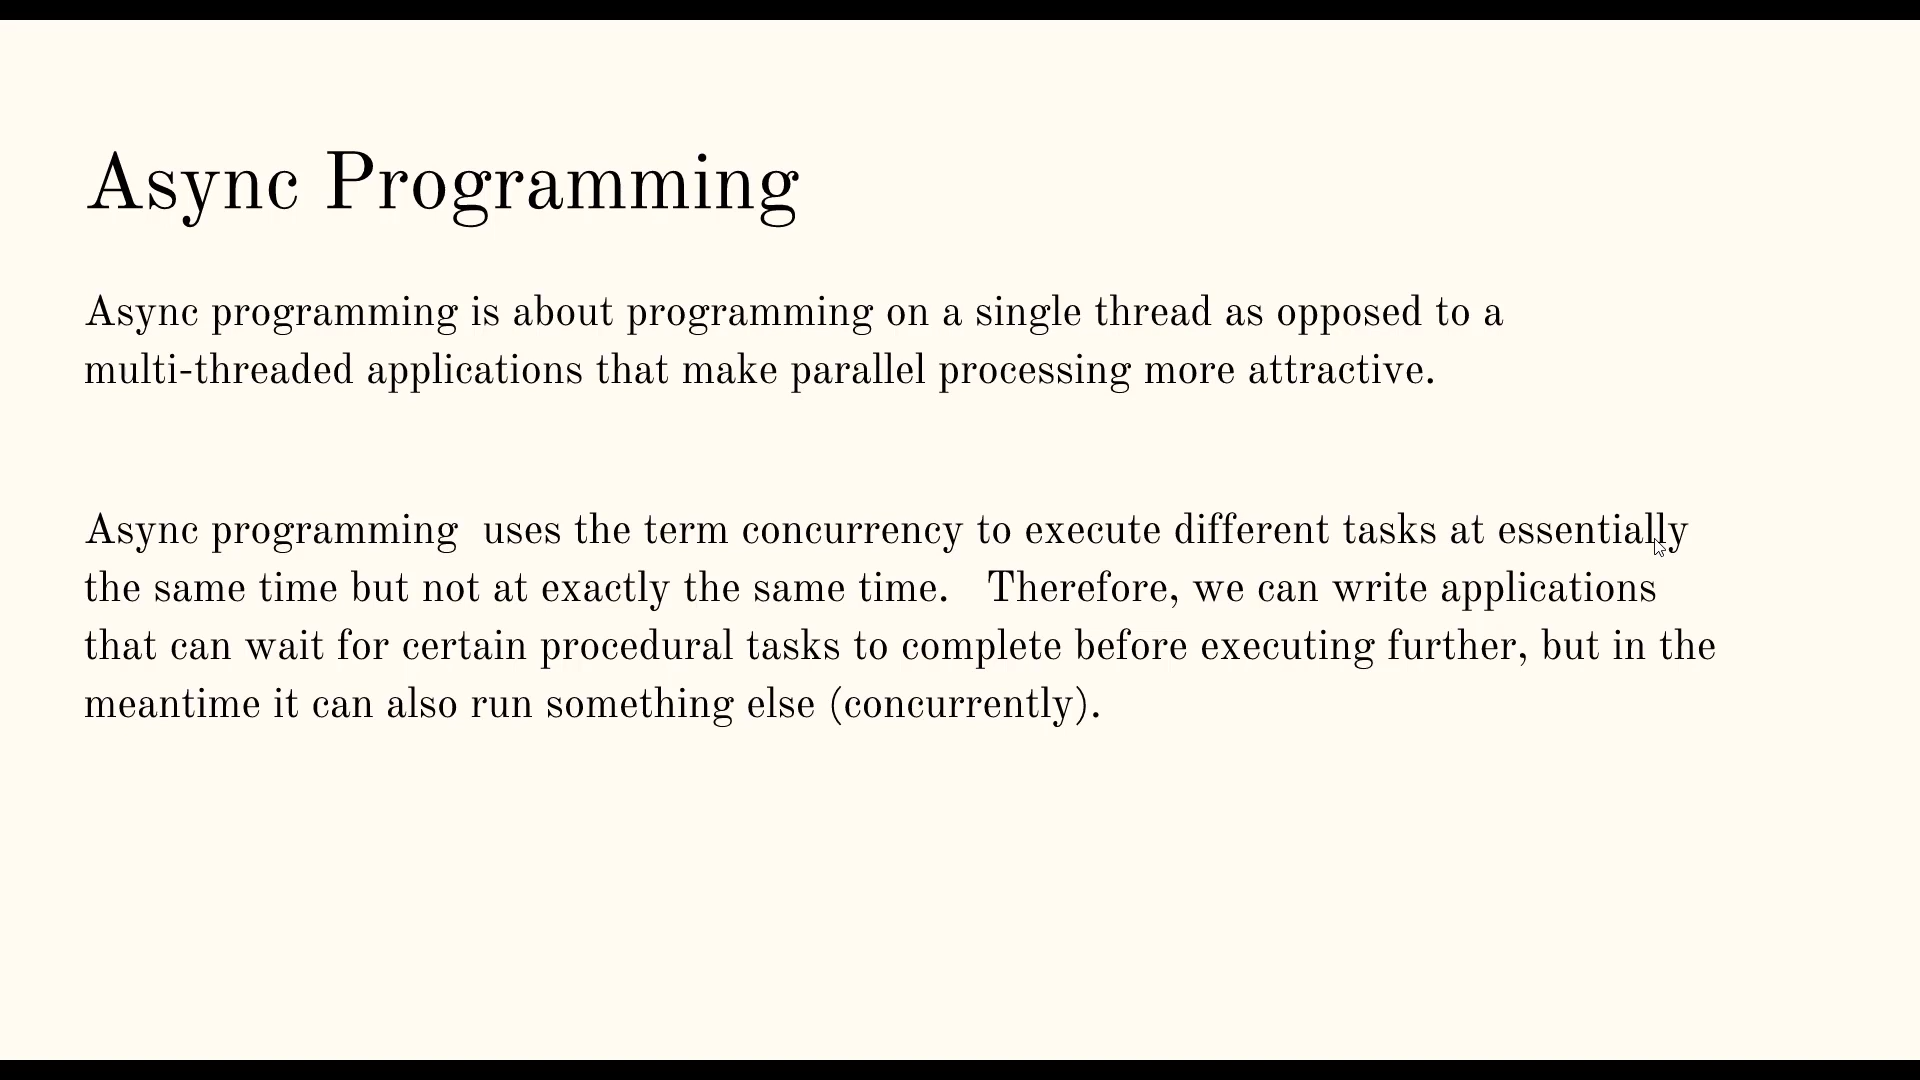 Async Programming
Async programming is about programming on a single thread as opposed to a
multi-threaded applications that make parallel processing more attractive.
Async programming  uses the term concurrency to execute different tasks at essentially
the same time but not at exactly the same time.   Therefore, we can write applications
that can wait for certain procedural tasks to complete before executing further, but in the
meantime it can also run something else (concurrently).